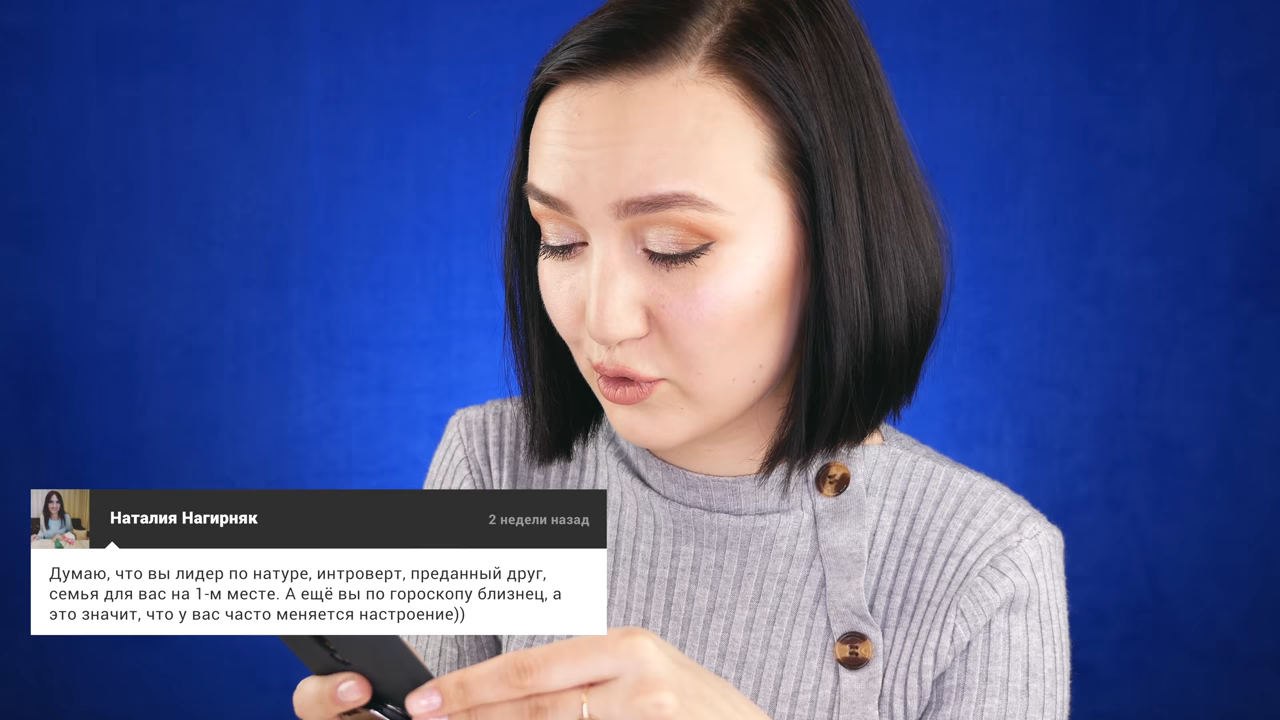 Наталия Нагирняк
2 недели назад
Думаю, что вы лидер по натуре, интроверт, преданный друг,
семья для вас на 1-м месте. А ещё вы по гороскопу близнец, а
это значит, что у вас часто меняется настроение))